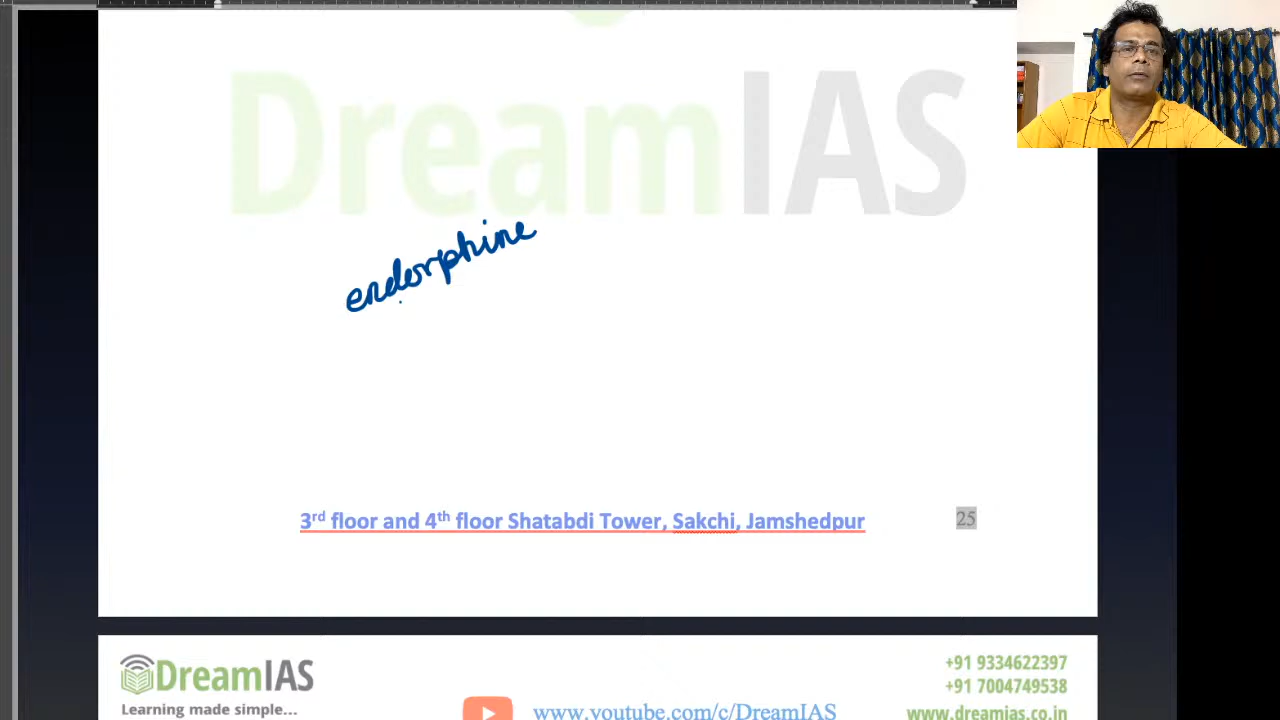 DreamIAS
endorphine
3rd floor and 4th floor Shatabdi Tower, Sakchi, Jamshedpur
25
DreamIAS
Learning made simple...
www.youtube.com/c/DreamIAS
+91 9334622397
+91 7004749538
www.dreamias.co.in